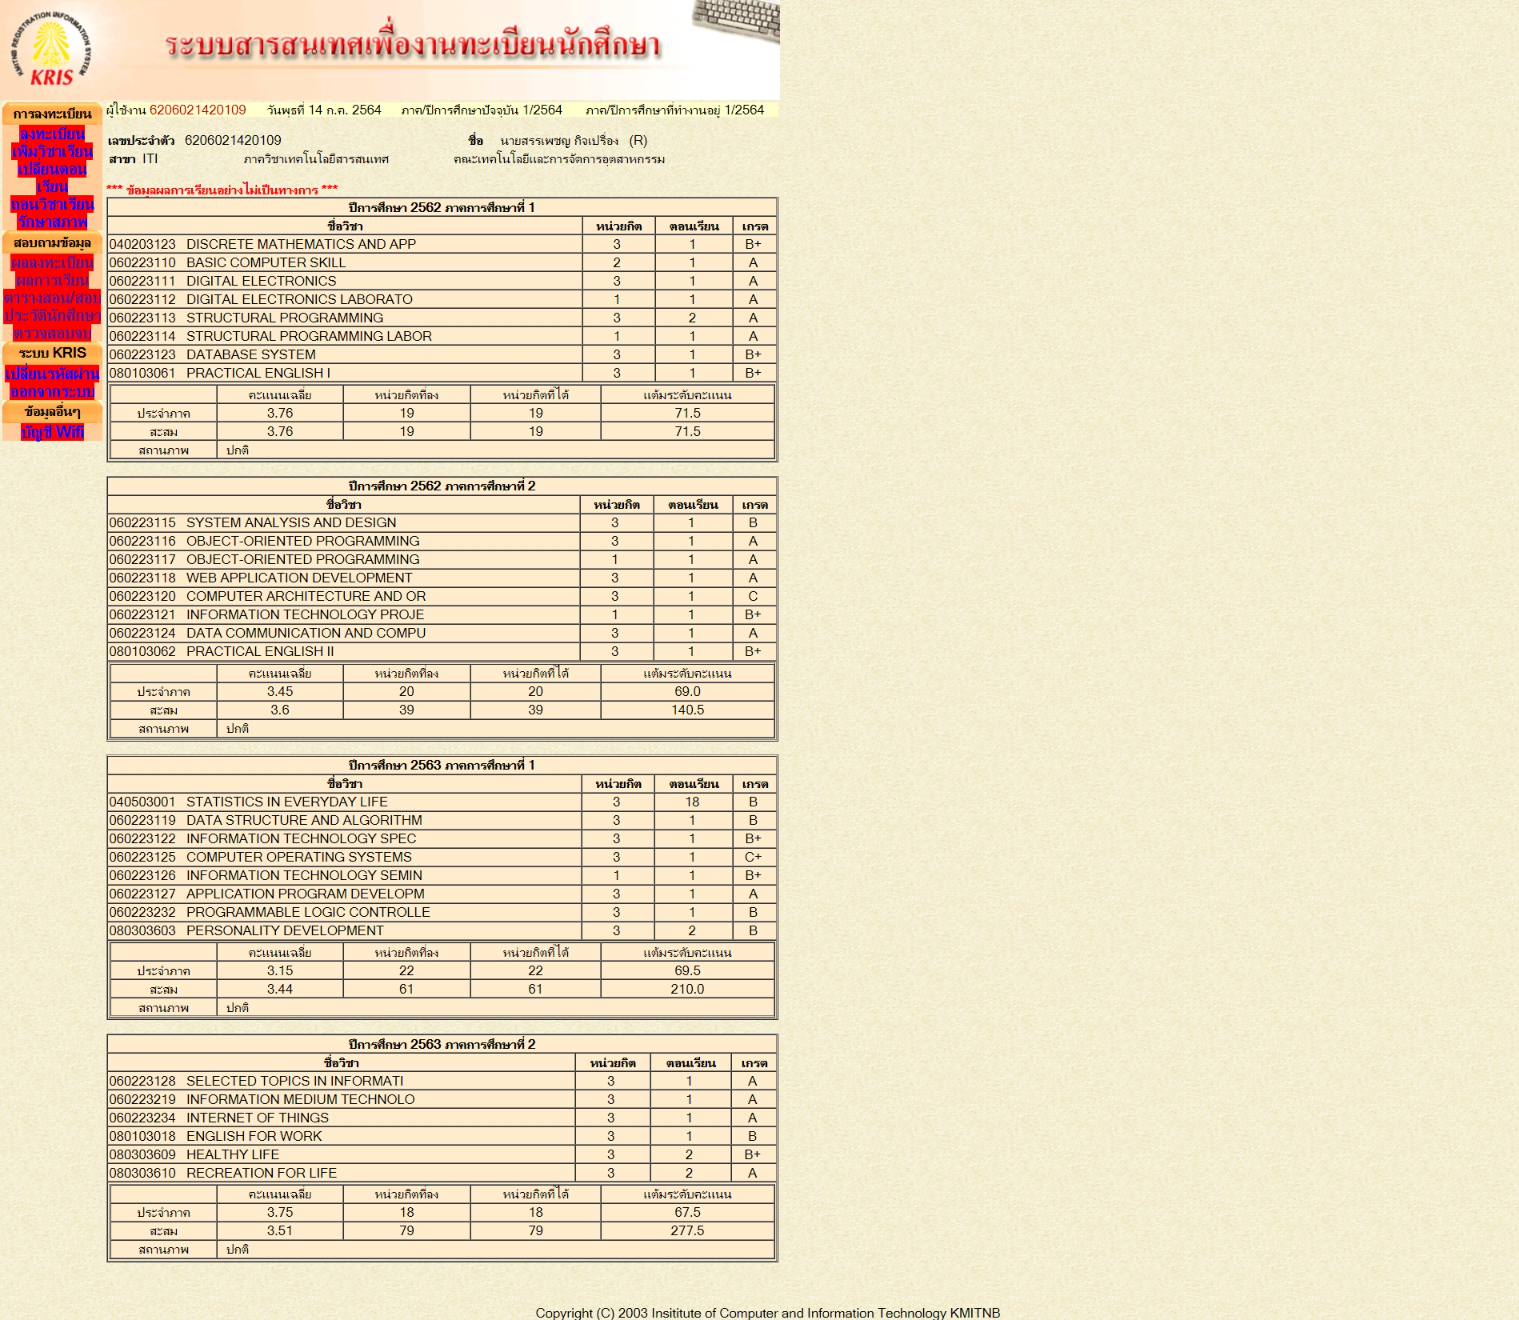 KMITNB REGISTRATION INFORMATION SYSTEM
KRIS
ระบบสารสนเทศเพื่องานทะเบียนนักศึกษา
การลงทะเบียน
ลงทะเบียน
เพิ่มวิชาเรียน
เปลี่ยนตอน
เรียน
ถอนวิชาเรียน
รักษาสภาพ
สอบถามข้อมูล
ผลลงทะเบียน
ผลการเรียน
ตารางสอน/สอบ
ประวัตินักศึกษา
ตรวจสอบจบ
ระบบ KRIS
เปลี่ยนรหัสผ่าน
ออกจากระบบ
ข้อมูลอื่นๆ
บัญชี Wifi
ผู้ใช้งาน 6206021420109 วันพุธที่ 14 ก.ค. 2564 ภาค/ปีการศึกษาปัจจุบัน 1/2564 ภาค/ปีการศึกษาที่ทำงานอยู่ 1/2564
เลขประจำตัว 6206021420109 ชื่อ นายสรรเพชญ กิจเปรื่อง (R)
สาขา ITI ภาควิชาเทคโนโลยีสารสนเทศ คณะเทคโนโลยีและการจัดการอุตสาหกรรม
*** ข้อมูลผลการเรียนอย่างไม่เป็นทางการ ***
ปีการศึกษา 2562 ภาคการศึกษาที่ 1
ชื่อวิชา หน่วยกิต ตอนเรียน เกรด
040203123 DISCRETE MATHEMATICS AND APP 3 1 B+
060223110 BASIC COMPUTER SKILL 2 1 A
060223111 DIGITAL ELECTRONICS 3 1 A
060223112 DIGITAL ELECTRONICS LABORATO 1 1 A
060223113 STRUCTURAL PROGRAMMING 3 2 A
060223114 STRUCTURAL PROGRAMMING LABOR 1 1 A
060223123 DATABASE SYSTEM 3 1 B+
080103061 PRACTICAL ENGLISH I 3 1 B+
คะแนนเฉลี่ย หน่วยกิตที่ลง หน่วยกิตที่ได้ แต้มระดับคะแนน
ประจำภาค 3.76 19 19 71.5
สะสม 3.76 19 19 71.5
สถานภาพ ปกติ
ปีการศึกษา 2562 ภาคการศึกษาที่ 2
ชื่อวิชา หน่วยกิต ตอนเรียน เกรด
060223115 SYSTEM ANALYSIS AND DESIGN 3 1 B
060223116 OBJECT-ORIENTED PROGRAMMING 3 1 A
060223117 OBJECT-ORIENTED PROGRAMMING 1 1 A
060223118 WEB APPLICATION DEVELOPMENT 3 1 A
060223120 COMPUTER ARCHITECTURE AND OR 3 1 C
060223121 INFORMATION TECHNOLOGY PROJE 1 1 B+
060223124 DATA COMMUNICATION AND COMPU 3 1 A
080103062 PRACTICAL ENGLISH II 3 1 B+
คะแนนเฉลี่ย หน่วยกิตที่ลง หน่วยกิตที่ได้ แต้มระดับคะแนน
ประจำภาค 3.45 20 20 69.0
สะสม 3.6 39 39 140.5
สถานภาพ ปกติ
ปีการศึกษา 2563 ภาคการศึกษาที่ 1
ชื่อวิชา หน่วยกิต ตอนเรียน เกรด
040503001 STATISTICS IN EVERYDAY LIFE 3 18 B
060223119 DATA STRUCTURE AND ALGORITHM 3 1 B
060223122 INFORMATION TECHNOLOGY SPEC 3 1 B+
060223125 COMPUTER OPERATING SYSTEMS 3 1 C+
060223126 INFORMATION TECHNOLOGY SEMIN 1 1 B+
060223127 APPLICATION PROGRAM DEVELOPM 3 1 A
060223232 PROGRAMMABLE LOGIC CONTROLLE 3 1 B
080303603 PERSONALITY DEVELOPMENT 3 2 B
คะแนนเฉลี่ย หน่วยกิตที่ลง หน่วยกิตที่ได้ แต้มระดับคะแนน
ประจำภาค 3.15 22 22 69.5
สะสม 3.44 61 61 210.0
สถานภาพ ปกติ
ปีการศึกษา 2563 ภาคการศึกษาที่ 2
ชื่อวิชา หน่วยกิต ตอนเรียน เกรด
060223128 SELECTED TOPICS IN INFORMATI 3 1 A
060223219 INFORMATION MEDIUM TECHNOLO 3 1 A
060223234 INTERNET OF THINGS 3 1 A
080103018 ENGLISH FOR WORK 3 1 B
080303609 HEALTHY LIFE 3 2 B+
080303610 RECREATION FOR LIFE 3 2 A
คะแนนเฉลี่ย หน่วยกิตที่ลง หน่วยกิตที่ได้ แต้มระดับคะแนน
ประจำภาค 3.75 18 18 67.5
สะสม 3.51 79 79 277.5
สถานภาพ ปกติ
Copyright (C) 2003 Insititute of Computer and Information Technology KMITNB